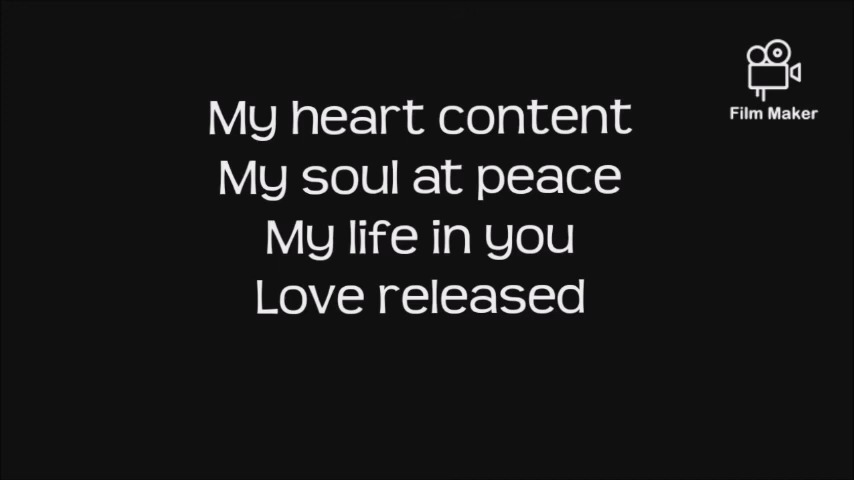 My heart content
My soul at peace
My life in you
Love released
Film Maker